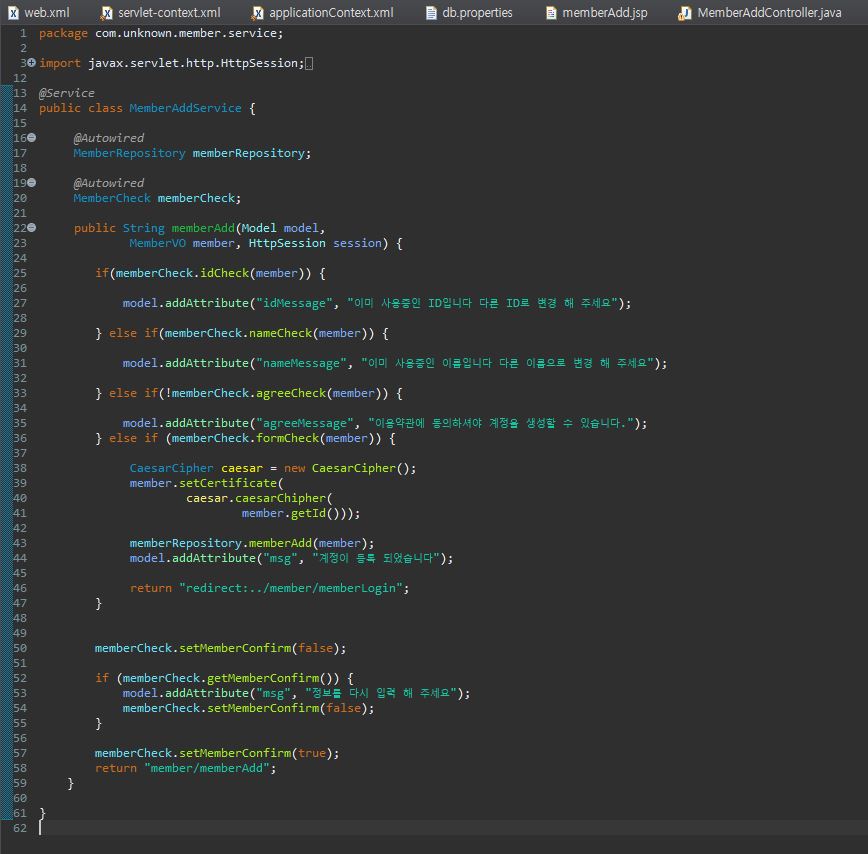 web.xml servlet-context.xml applicationContext.xml db.properties memberAdd.jsp MemberAddController.java
1 package com.unknown.member.service;
2
3 import javax.servlet.http.HttpSession;
12
13 @Service
14 public class MemberAddService {
15
16 @Autowired
17 MemberRepository memberRepository;
18
19 @Autowired
20 MemberCheck memberCheck;
21
22 public String memberAdd(Model model,
23 MemberVO member, HttpSession session) {
24
25 if(memberCheck.idCheck(member)) {
26
27 model.addAttribute("idMessage", "이미 사용중인 ID입니다 다른 ID로 변경 해 주세요");
28
29 } else if(memberCheck.nameCheck(member)) {
30
31 model.addAttribute("nameMessage", "이미 사용중인 이름입니다 다른 이름으로 변경 해 주세요");
32
33 } else if(!memberCheck.agreeCheck(member)) {
34
35 model.addAttribute("agreeMessage", "이용약관에 동의하셔야 계정을 생성할 수 있습니다.");
36 } else if (memberCheck.formCheck(member)) {
37
38 CaesarCipher caesar = new CaesarCipher();
39 member.setCertificate(
40 caesar.caesarChipher(
41 member.getId()));
42
43 memberRepository.memberAdd(member);
44 model.addAttribute("msg", "계정이 등록 되었습니다");
45
46 return "redirect:../member/memberLogin";
47 }
48
49
50 memberCheck.setMemberConfirm(false);
51
52 if (memberCheck.getMemberConfirm()) {
53 model.addAttribute("msg", "정보를 다시 입력 해 주세요");
54 memberCheck.setMemberConfirm(false);
55 }
56
57 memberCheck.setMemberConfirm(true);
58 return "member/memberAdd";
59 }
60
61 }
62